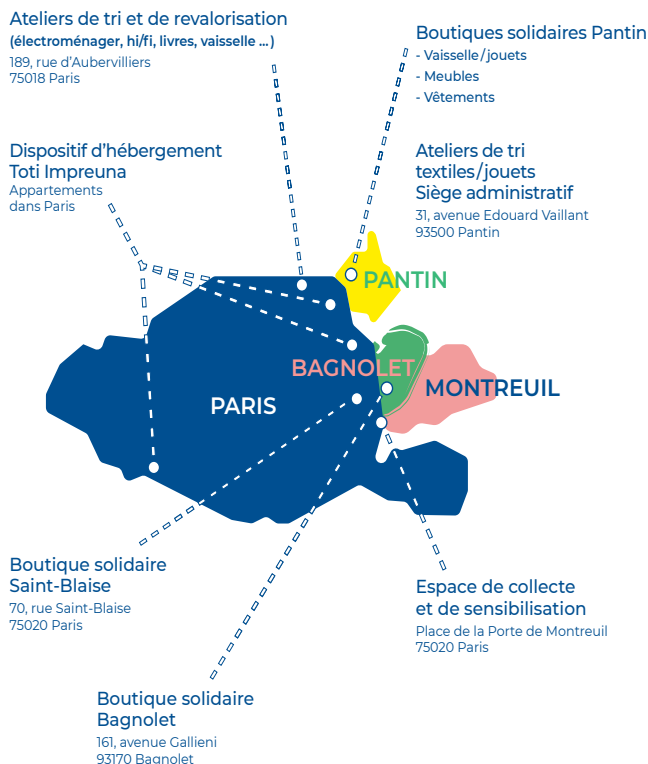 Ateliers de tri et de revalorisation
(électroménager, hi/fi, livres, vaisselle ...)
189, rue d'Aubervilliers
75018 Paris
Boutiques solidaires Pantin
- Vaisselle/jouets
- Meubles
- Vêtements
Dispositif d'hébergement
Toti Impreuna
Appartements
dans Paris
Ateliers de tri
textiles/jouets
Siège administratif
31, avenue Edouard Vaillant
93500 Pantin
PANTIN
BAGNOLET
MONTREUIL
PARIS
Boutique solidaire
Saint-Blaise
70, rue Saint-Blaise
75020 Paris
Espace de collecte
et de sensibilisation
Place de la Porte de Montreuil
75020 Paris
Boutique solidaire
Bagnolet
161, avenue Gallieni
93170 Bagnolet